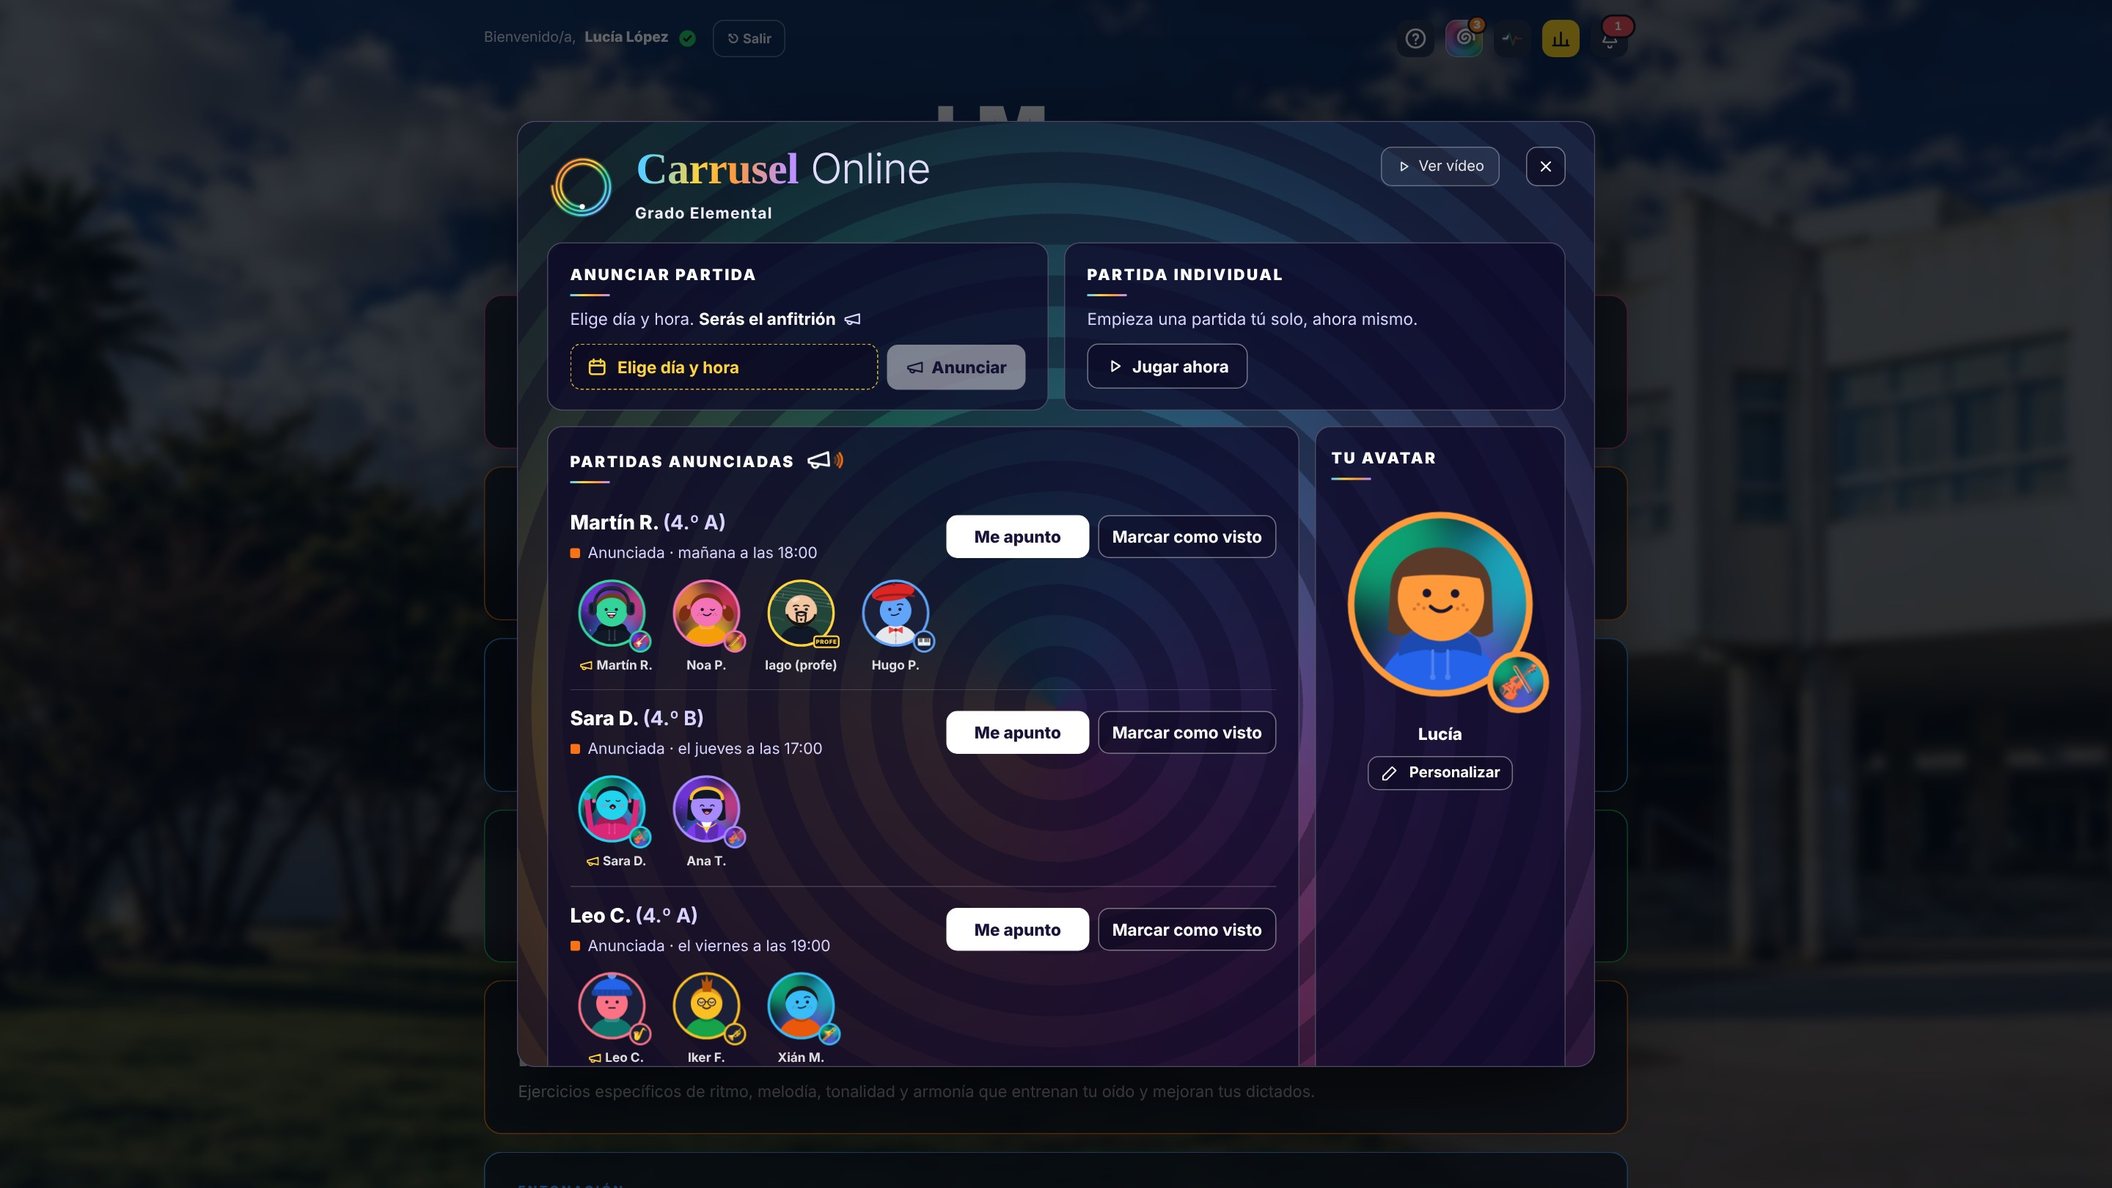 Bienvenido/a, Lucía López
Salir
3
1
Carrusel Online
Ver vídeo
Grado Elemental
ANUNCIAR PARTIDA
Elige día y hora. Serás el anfitrión
Elige día y hora
Anunciar
PARTIDA INDIVIDUAL
Empieza una partida tú solo, ahora mismo.
Jugar ahora
PARTIDAS ANUNCIADAS
Martín R. (4.º A)
Anunciada · mañana a las 18:00
Me apunto
Marcar como visto
PROFE
Martín R.
Noa P.
Iago (profe)
Hugo P.
Sara D. (4.º B)
Anunciada · el jueves a las 17:00
Me apunto
Marcar como visto
Sara D.
Ana T.
Leo C. (4.º A)
Anunciada · el viernes a las 19:00
Me apunto
Marcar como visto
Leo C.
Iker F.
Xián M.
TU AVATAR
Lucía
Personalizar
Ejercicios específicos de ritmo, melodía, tonalidad y armonía que entrenan tu oído y mejoran tus dictados.